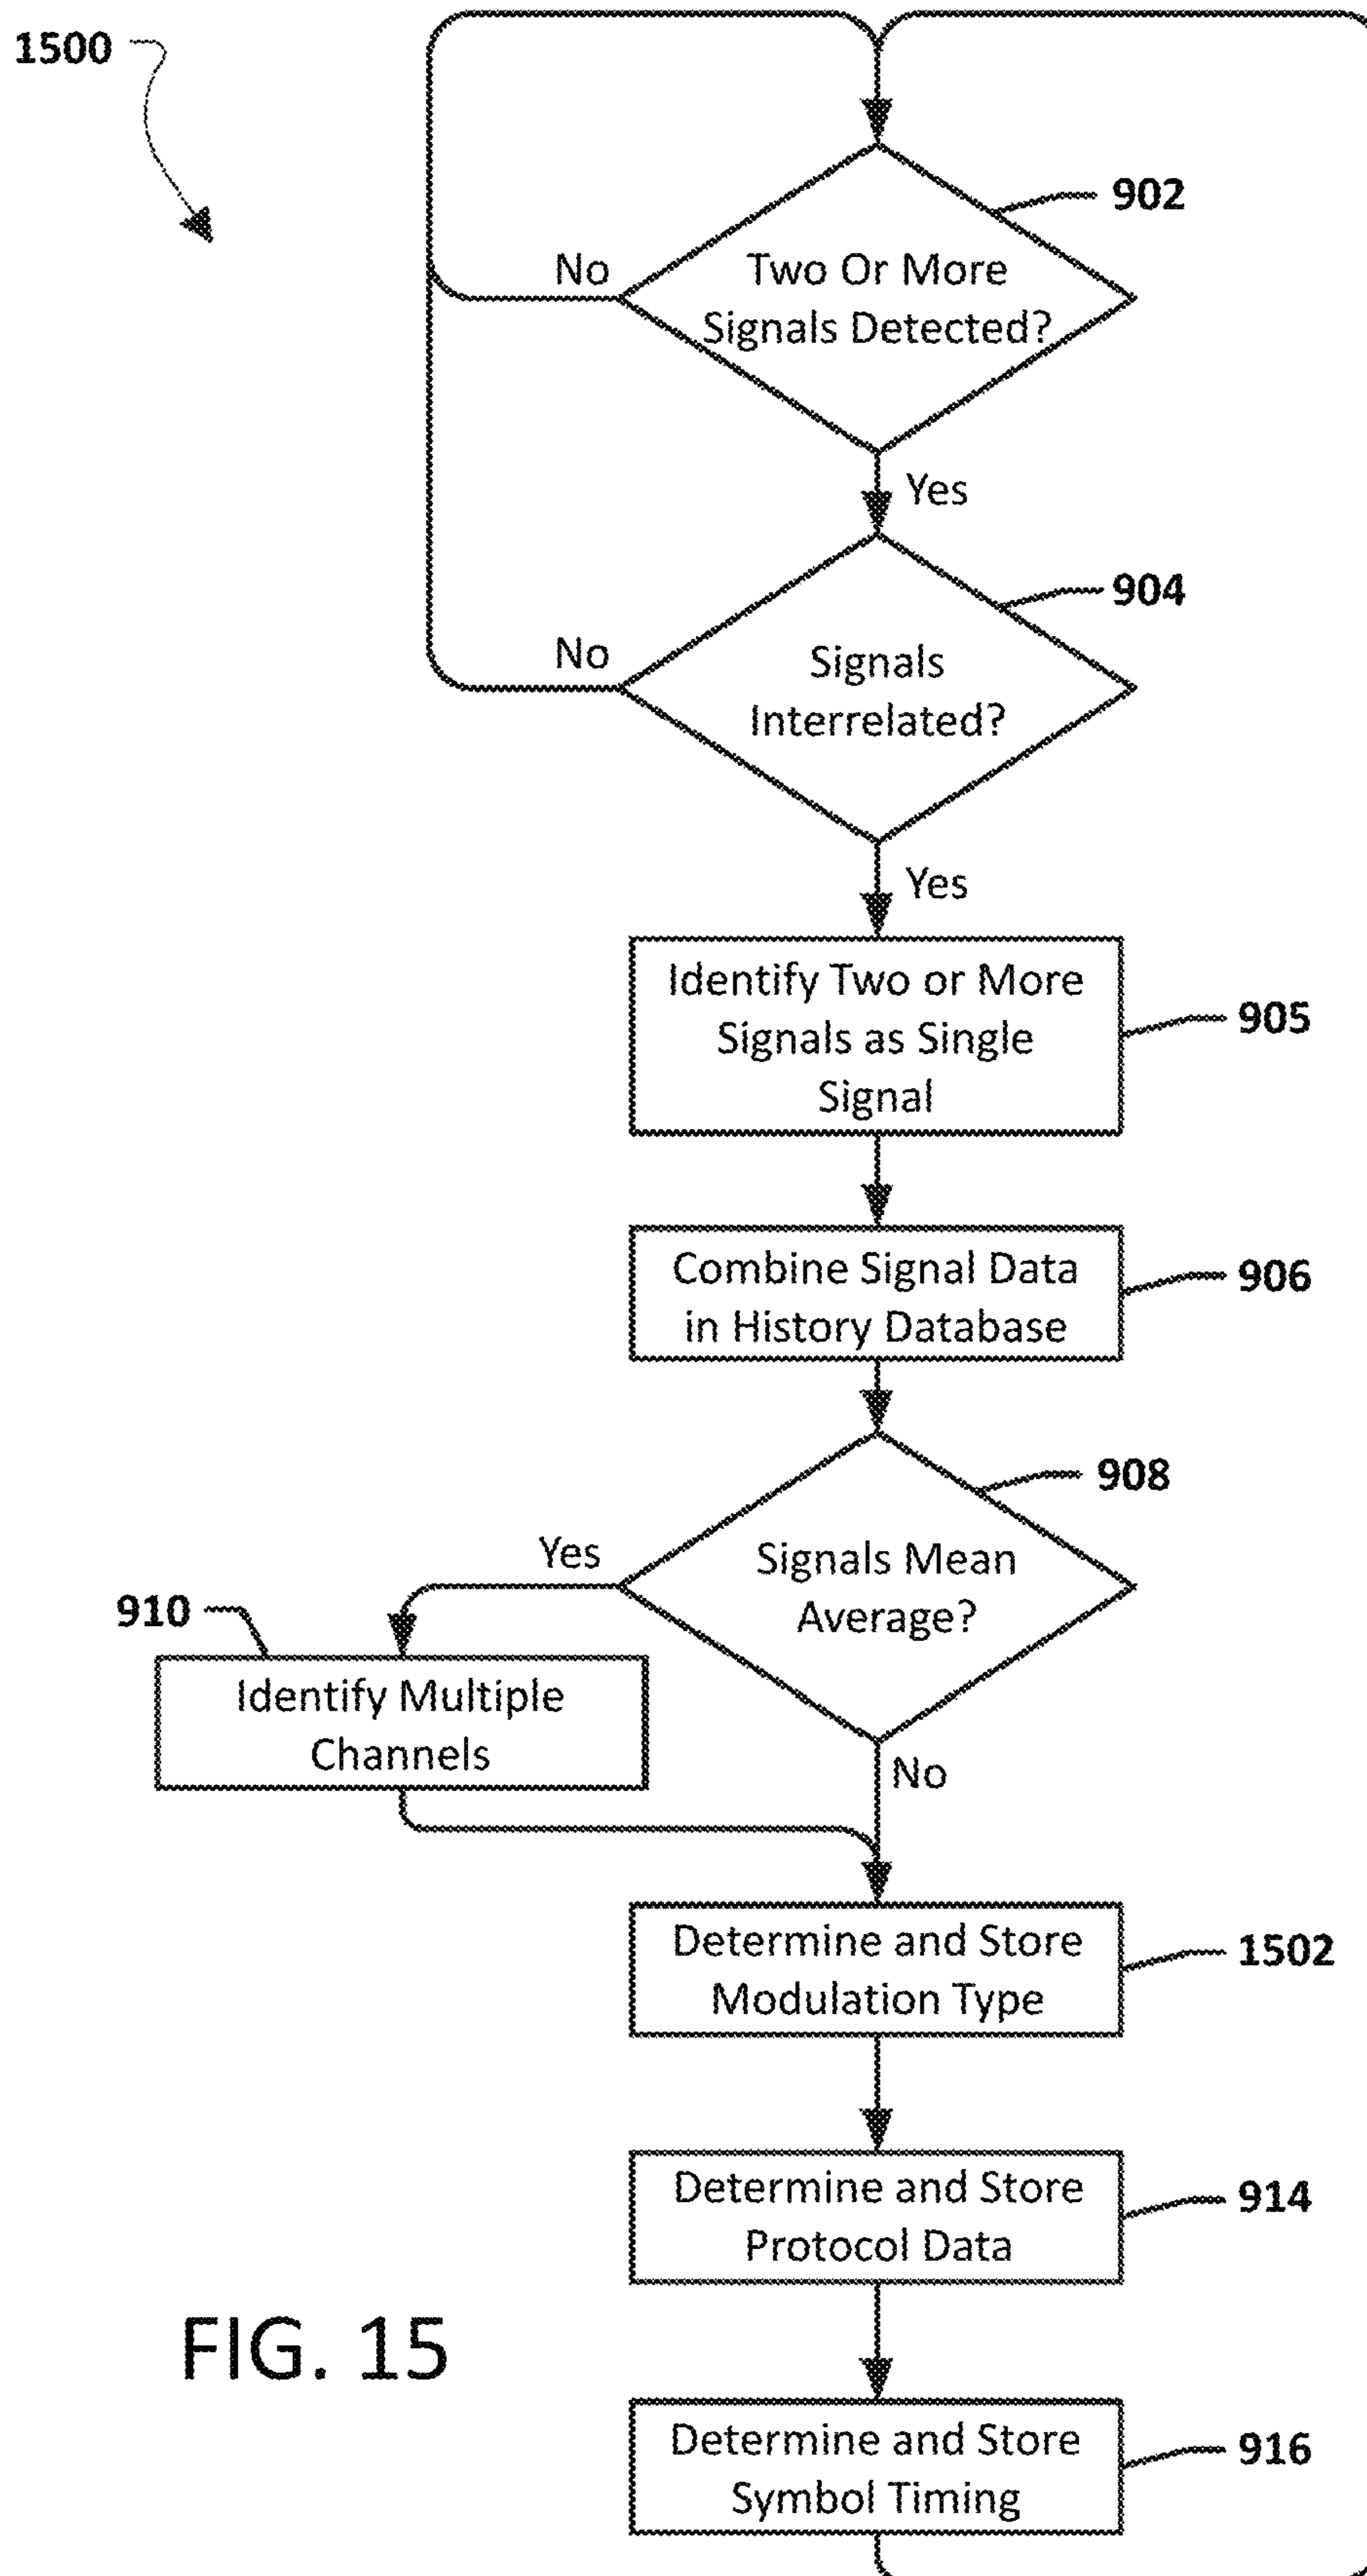 1500
902
No
Two Or More
Signals Detected?
Yes
904
No
Signals
Interrelated?
Yes
Identify Two or More
Signals as Single
Signal
905
Combine Signal Data
in History Database
906
908
Yes
Signals Mean
Average?
910
Identify Multiple
Channels
No
Determine and Store
Modulation Type
1502
Determine and Store
Protocol Data
914
FIG. 15
Determine and Store
Symbol Timing
916